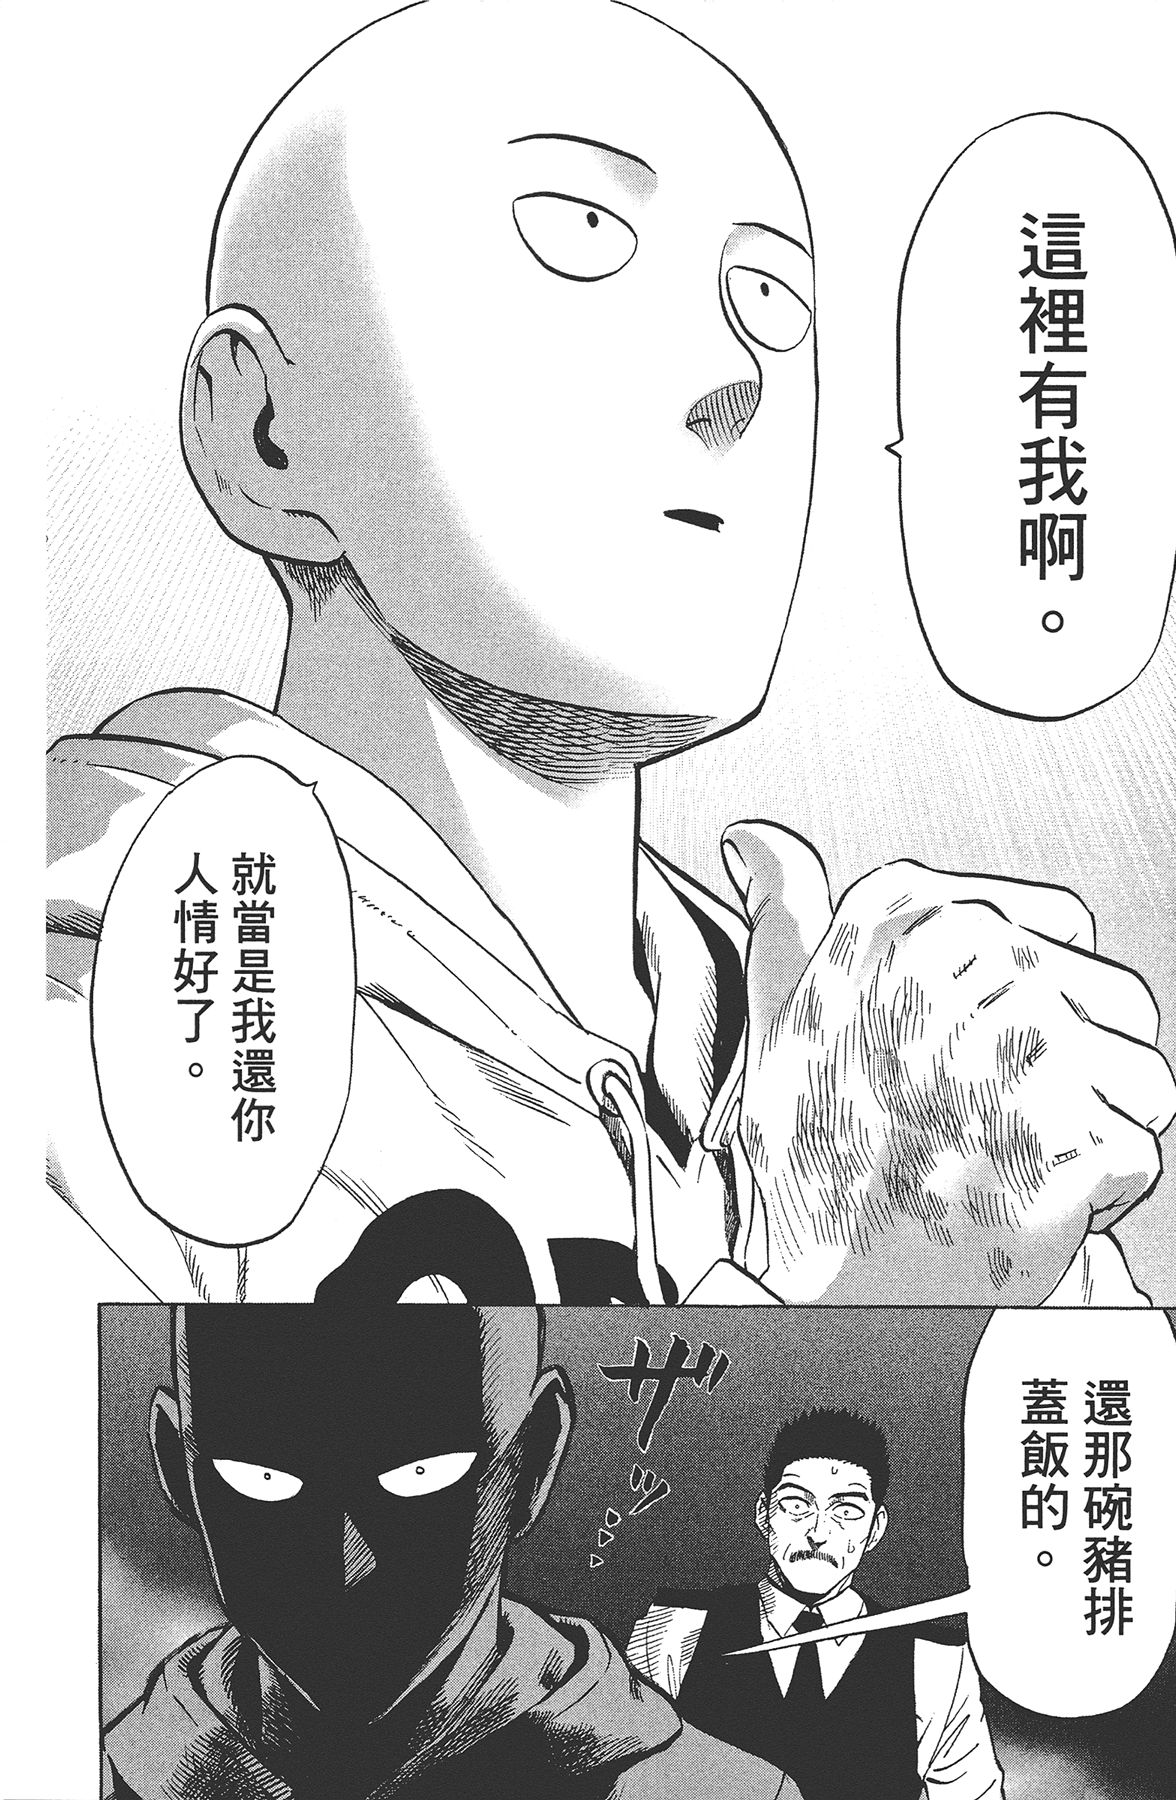 這裡有我啊。
就當是我還你
人情好了。
還那碗豬排
蓋飯的。
ザッ